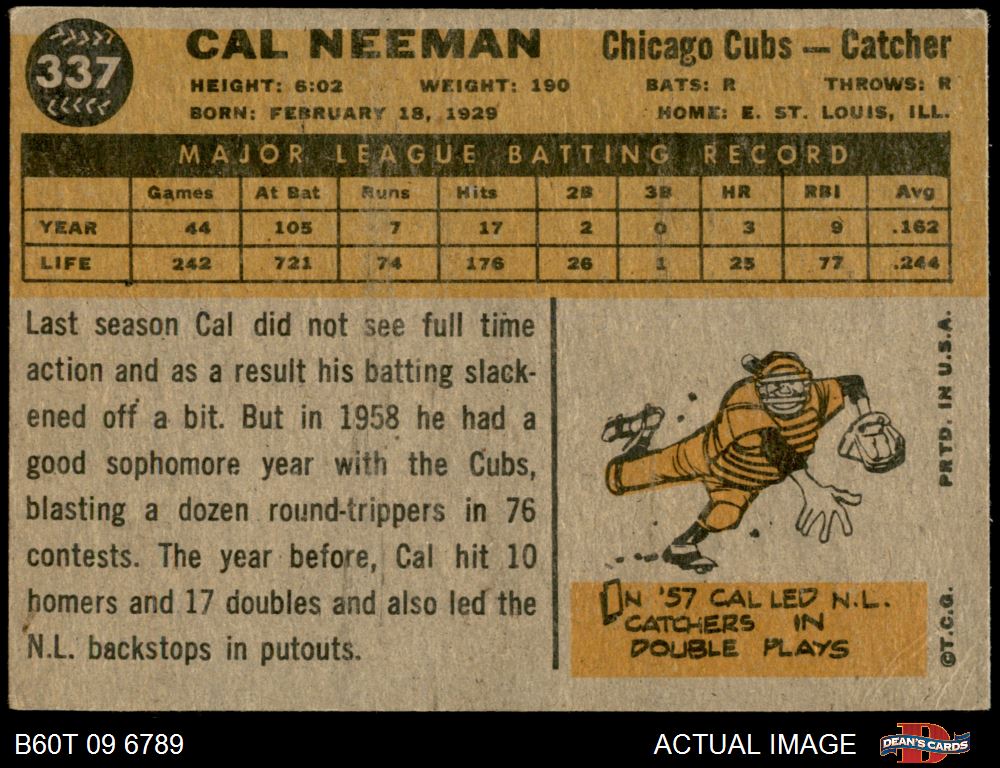 337
CAL NEEMAN Chicago Cubs — Catcher
HEIGHT: 6:02 WEIGHT: 190 BATS: R THROWS: R
BORN: FEBRUARY 18, 1929 HOME: E. ST. LOUIS, ILL.
MAJOR LEAGUE BATTING RECORD
Games At Bat Runs Hits 2B 3B HR RBI Avg
YEAR 44 105 7 17 2 0 3 9 .162
LIFE 242 721 74 176 26 1 25 77 .244
Last season Cal did not see full time
action and as a result his batting slack-
ened off a bit. But in 1958 he had a
good sophomore year with the Cubs,
blasting a dozen round-trippers in 76
contests. The year before, Cal hit 10
homers and 17 doubles and also led the
N.L. backstops in putouts.
IN '57 CAL LED N.L.
CATCHERS IN
DOUBLE PLAYS
©T.C.G. PRTD. IN U.S.A.
B60T 09 6789 ACTUAL IMAGE DEAN'S CARDS